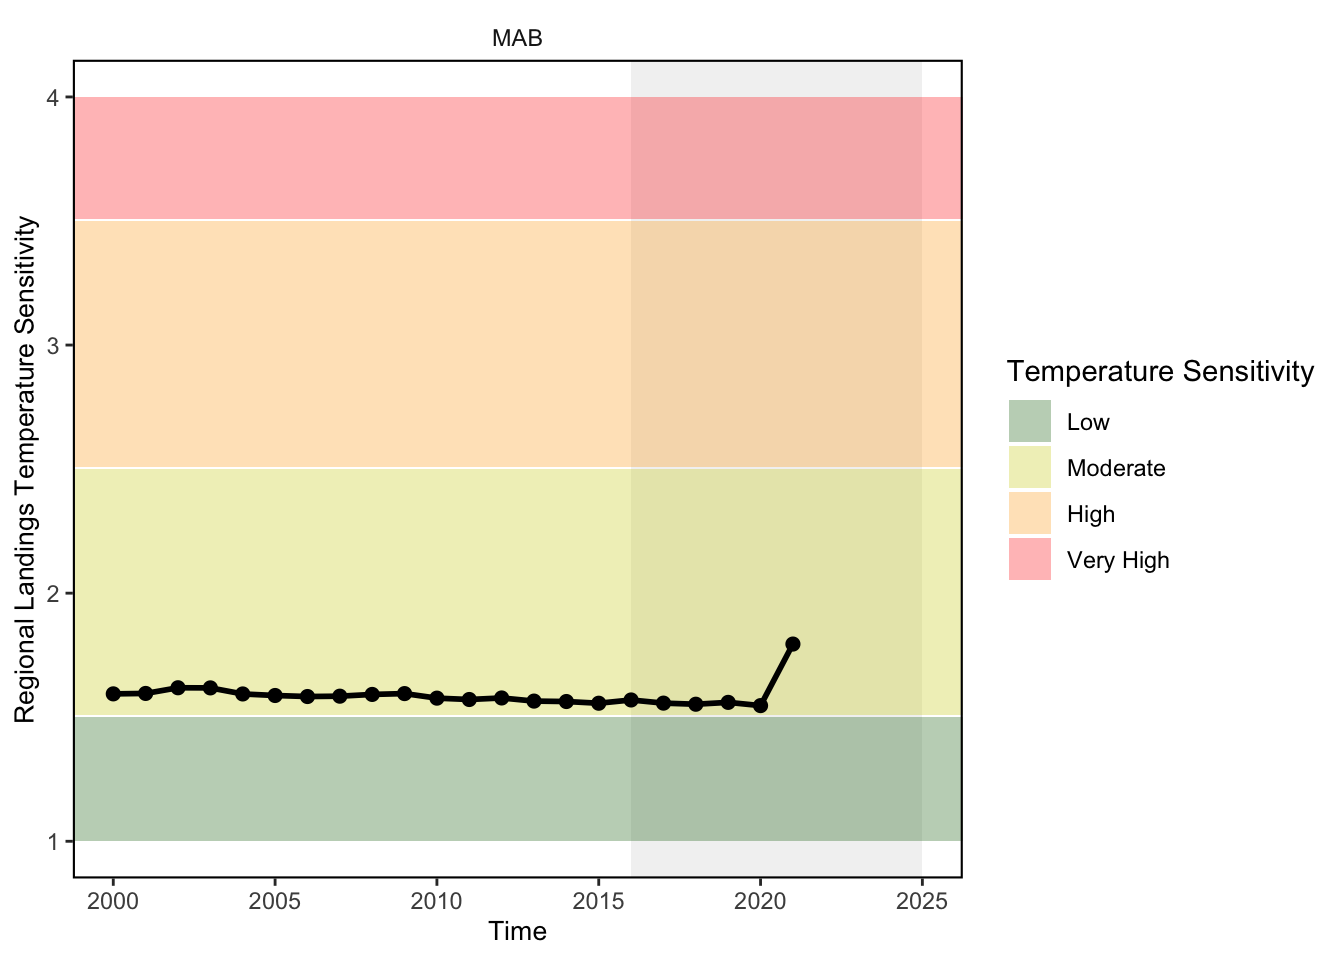 MAB
Regional Landings Temperature Sensitivity
4
3
2
1
2000 2005 2010 2015 2020 2025
Time
Temperature Sensitivity
Low
Moderate
High
Very High